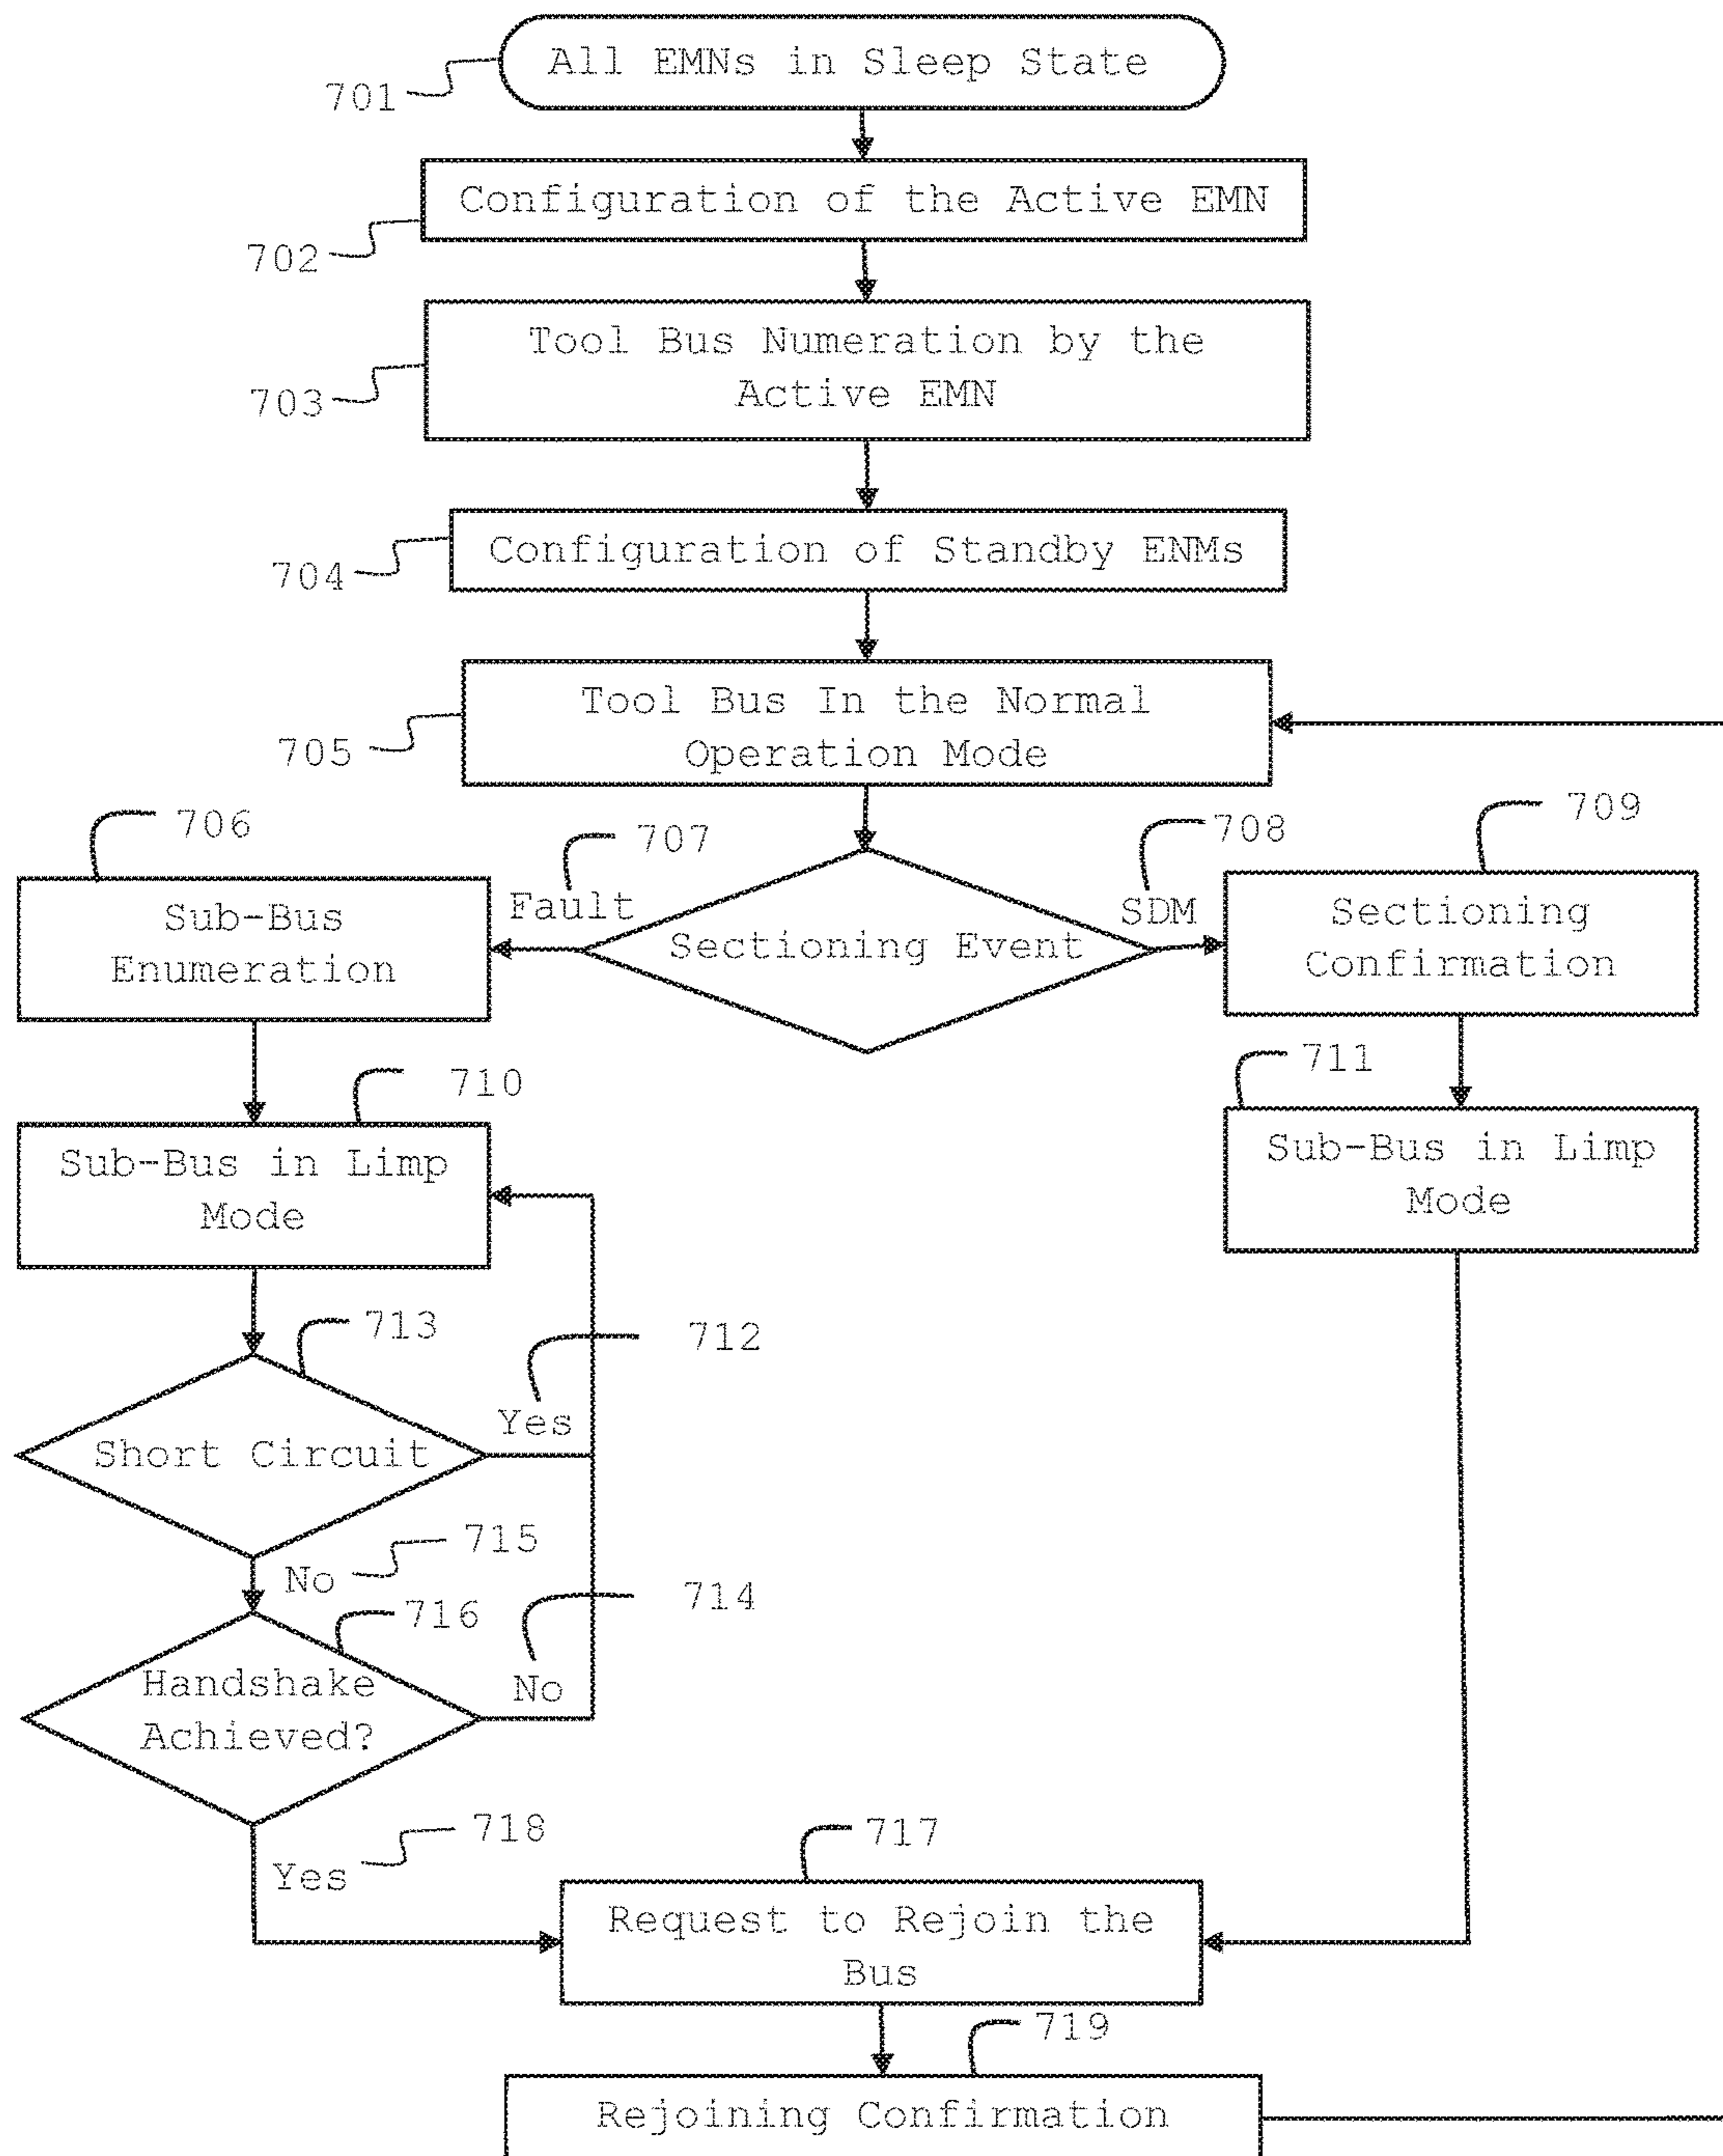 All EMNs in Sleep State
701
Configuration of the Active EMN
702
Tool Bus Numeration by the
Active EMN
703
Configuration of Standby ENMs
704
Tool Bus In the Normal
Operation Mode
705
706
707
708
709
Fault
SDM
Sub-Bus
Enumeration
Sectioning Event
Sectioning
Confirmation
710
711
Sub-Bus in Limp
Mode
Sub-Bus in Limp
Mode
713
712
Yes
Short Circuit
715
No
714
716
No
Handshake
Achieved?
718
Yes
717
Request to Rejoin the
Bus
719
Rejoining Confirmation